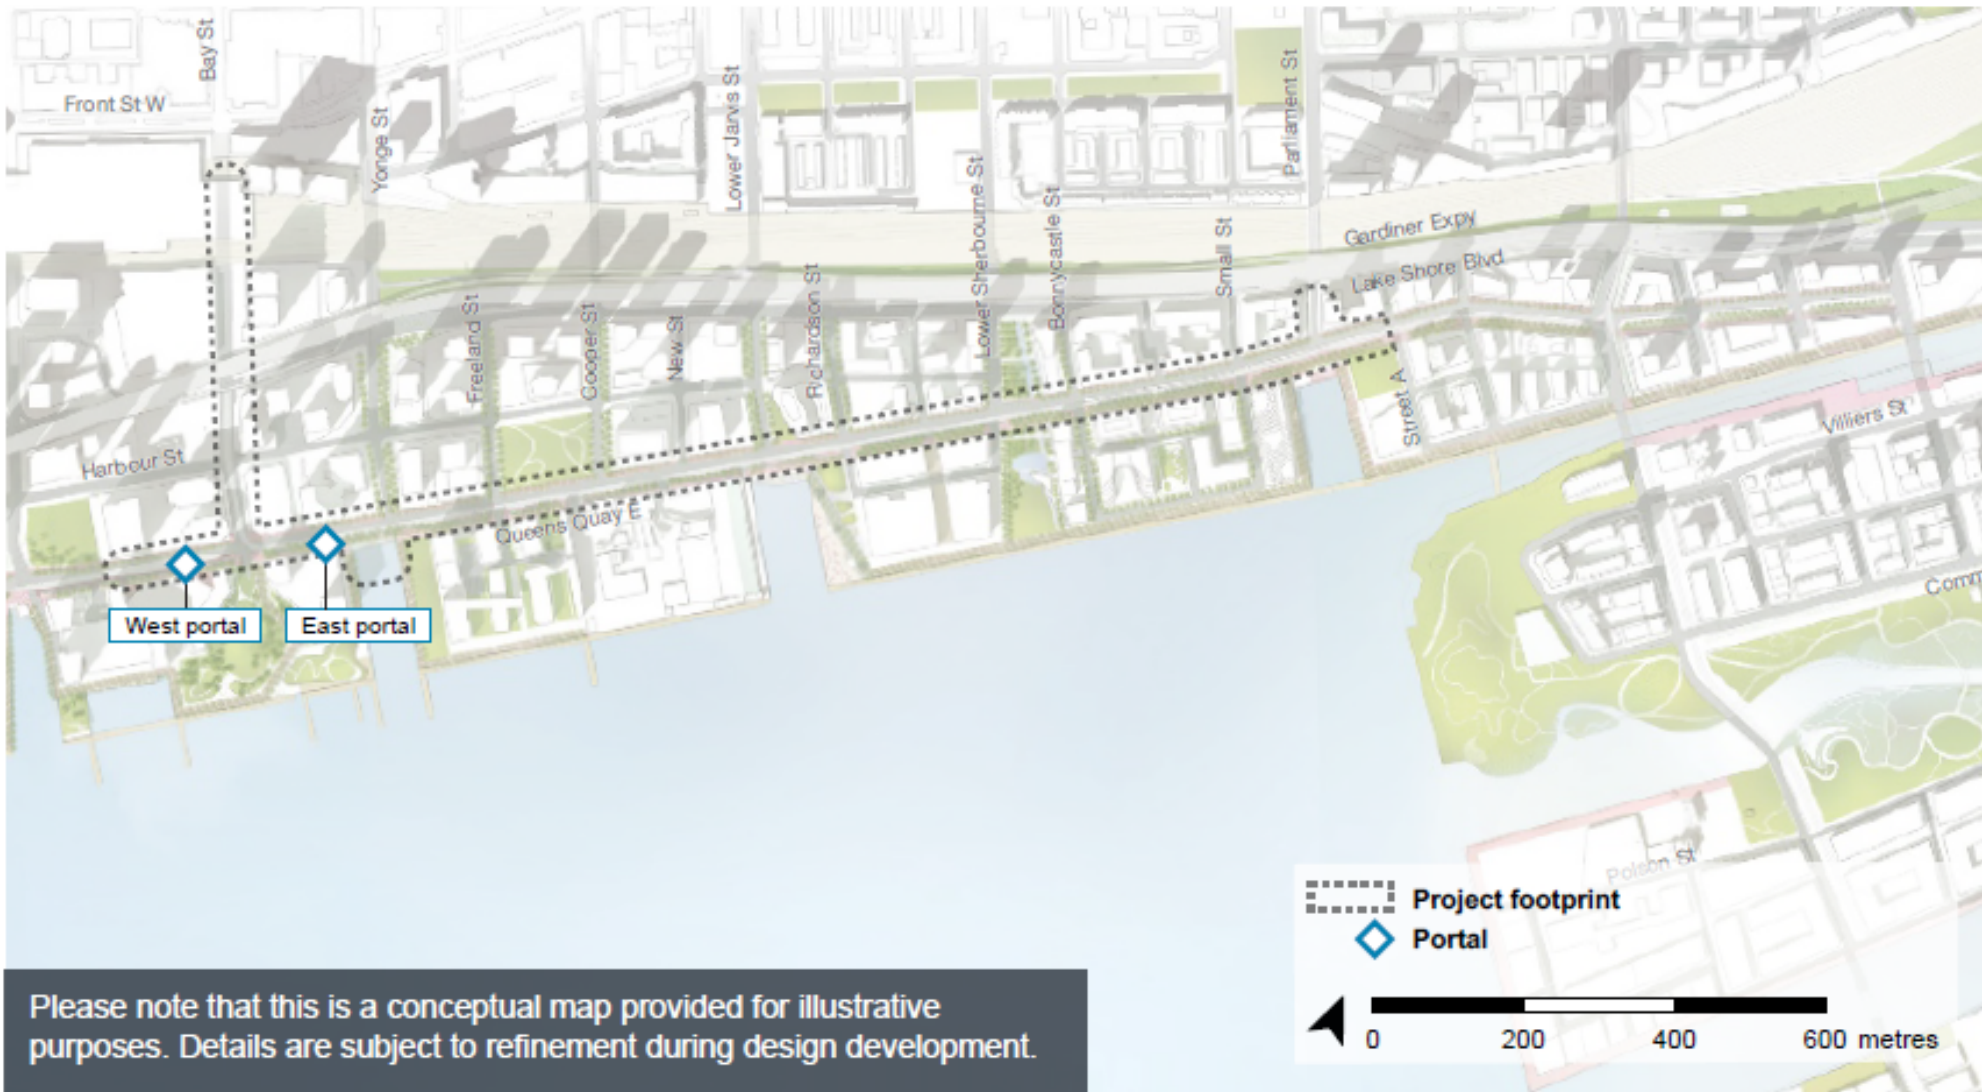 Bay St
Front St W
Yonge St
Lower Jarvis St
Parliament St
Lower Sherbourne St
Bonnycastle St
Small St
Gardiner Expy
Lake Shore Blvd
Freeland St
Cooper St
New St
Richardson St
Street A
Villiers St
Harbour St
Queens Quay E
West portal
East portal
Comm
Polson St
Project footprint
Portal
0 200 400 600 metres
Please note that this is a conceptual map provided for illustrative
purposes. Details are subject to refinement during design development.